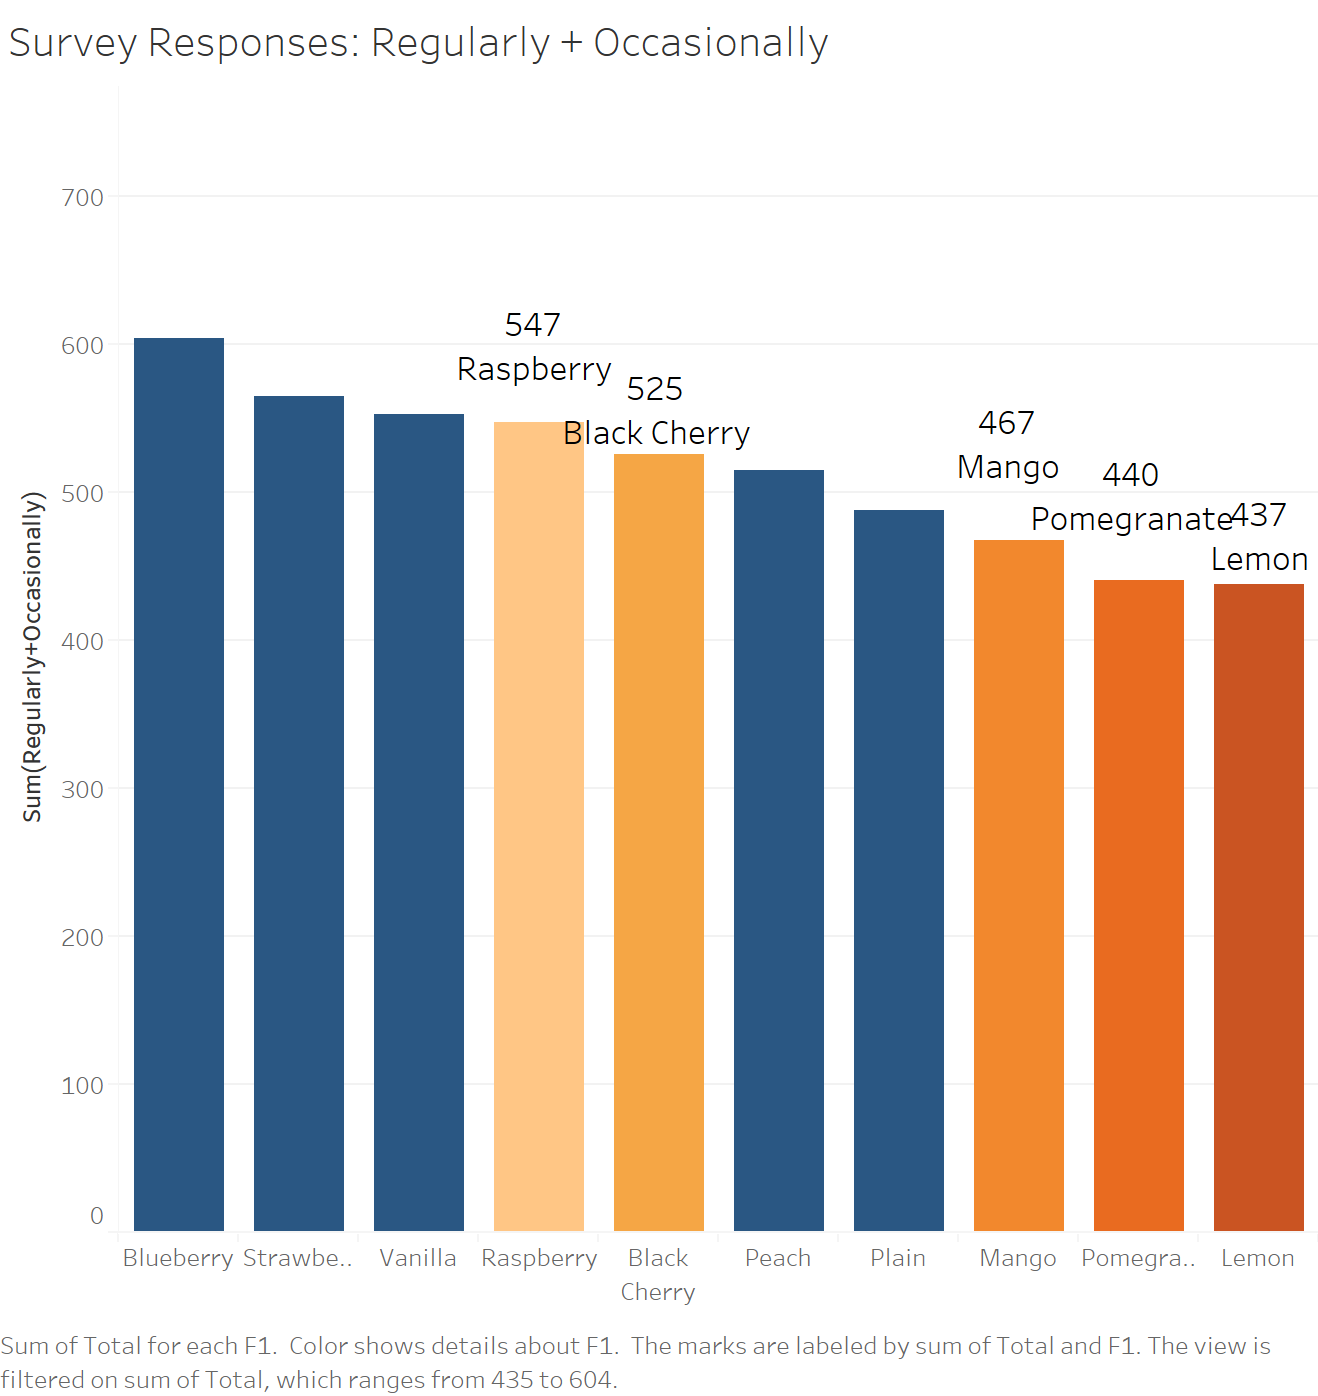 Survey Responses: Regularly + Occasionally
Sum(Regularly+Occasionally)
700
600
500
400
300
200
100
0
547
Raspberry
525
Black Cherry
467
Mango
440
Pomegranate
437
Lemon
Blueberry
Strawbe..
Vanilla
Raspberry
Black
Cherry
Peach
Plain
Mango
Pomegra..
Lemon
Sum of Total for each F1.  Color shows details about F1.  The marks are labeled by sum of Total and F1. The view is
filtered on sum of Total, which ranges from 435 to 604.